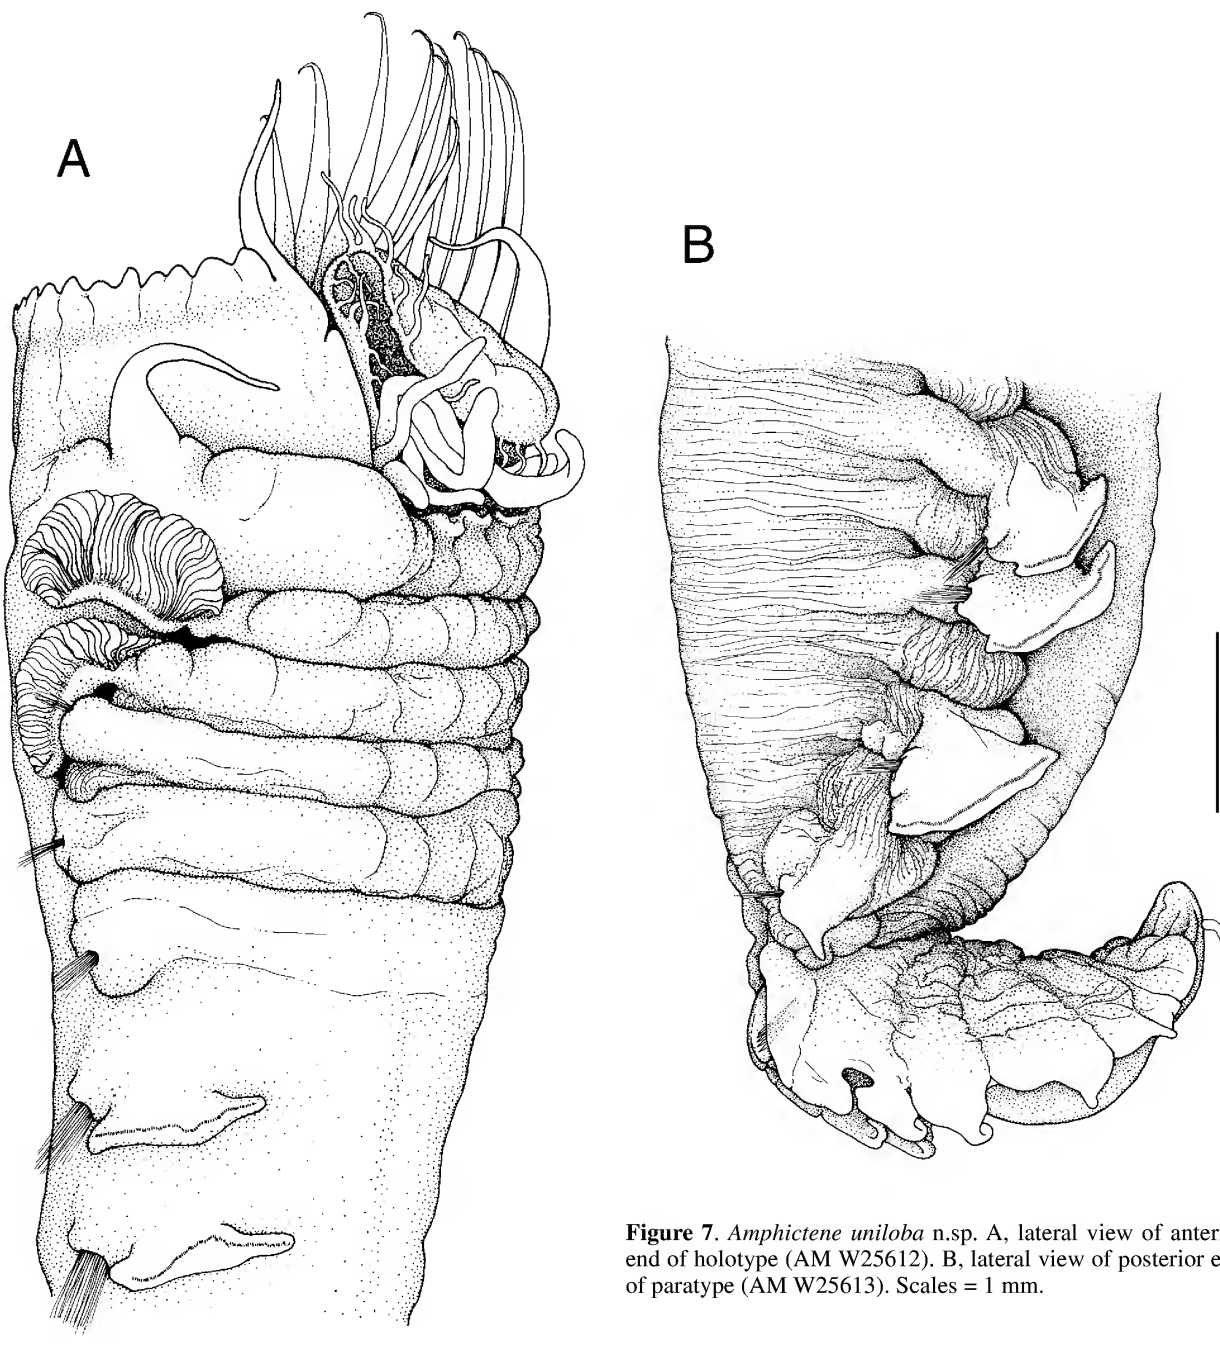 A
B
Figure 7. Amphictene uniloba n.sp. A, lateral view of anter
end of holotype (AM W25612). B, lateral view of posterior e
of paratype (AM W25613). Scales = 1 mm.